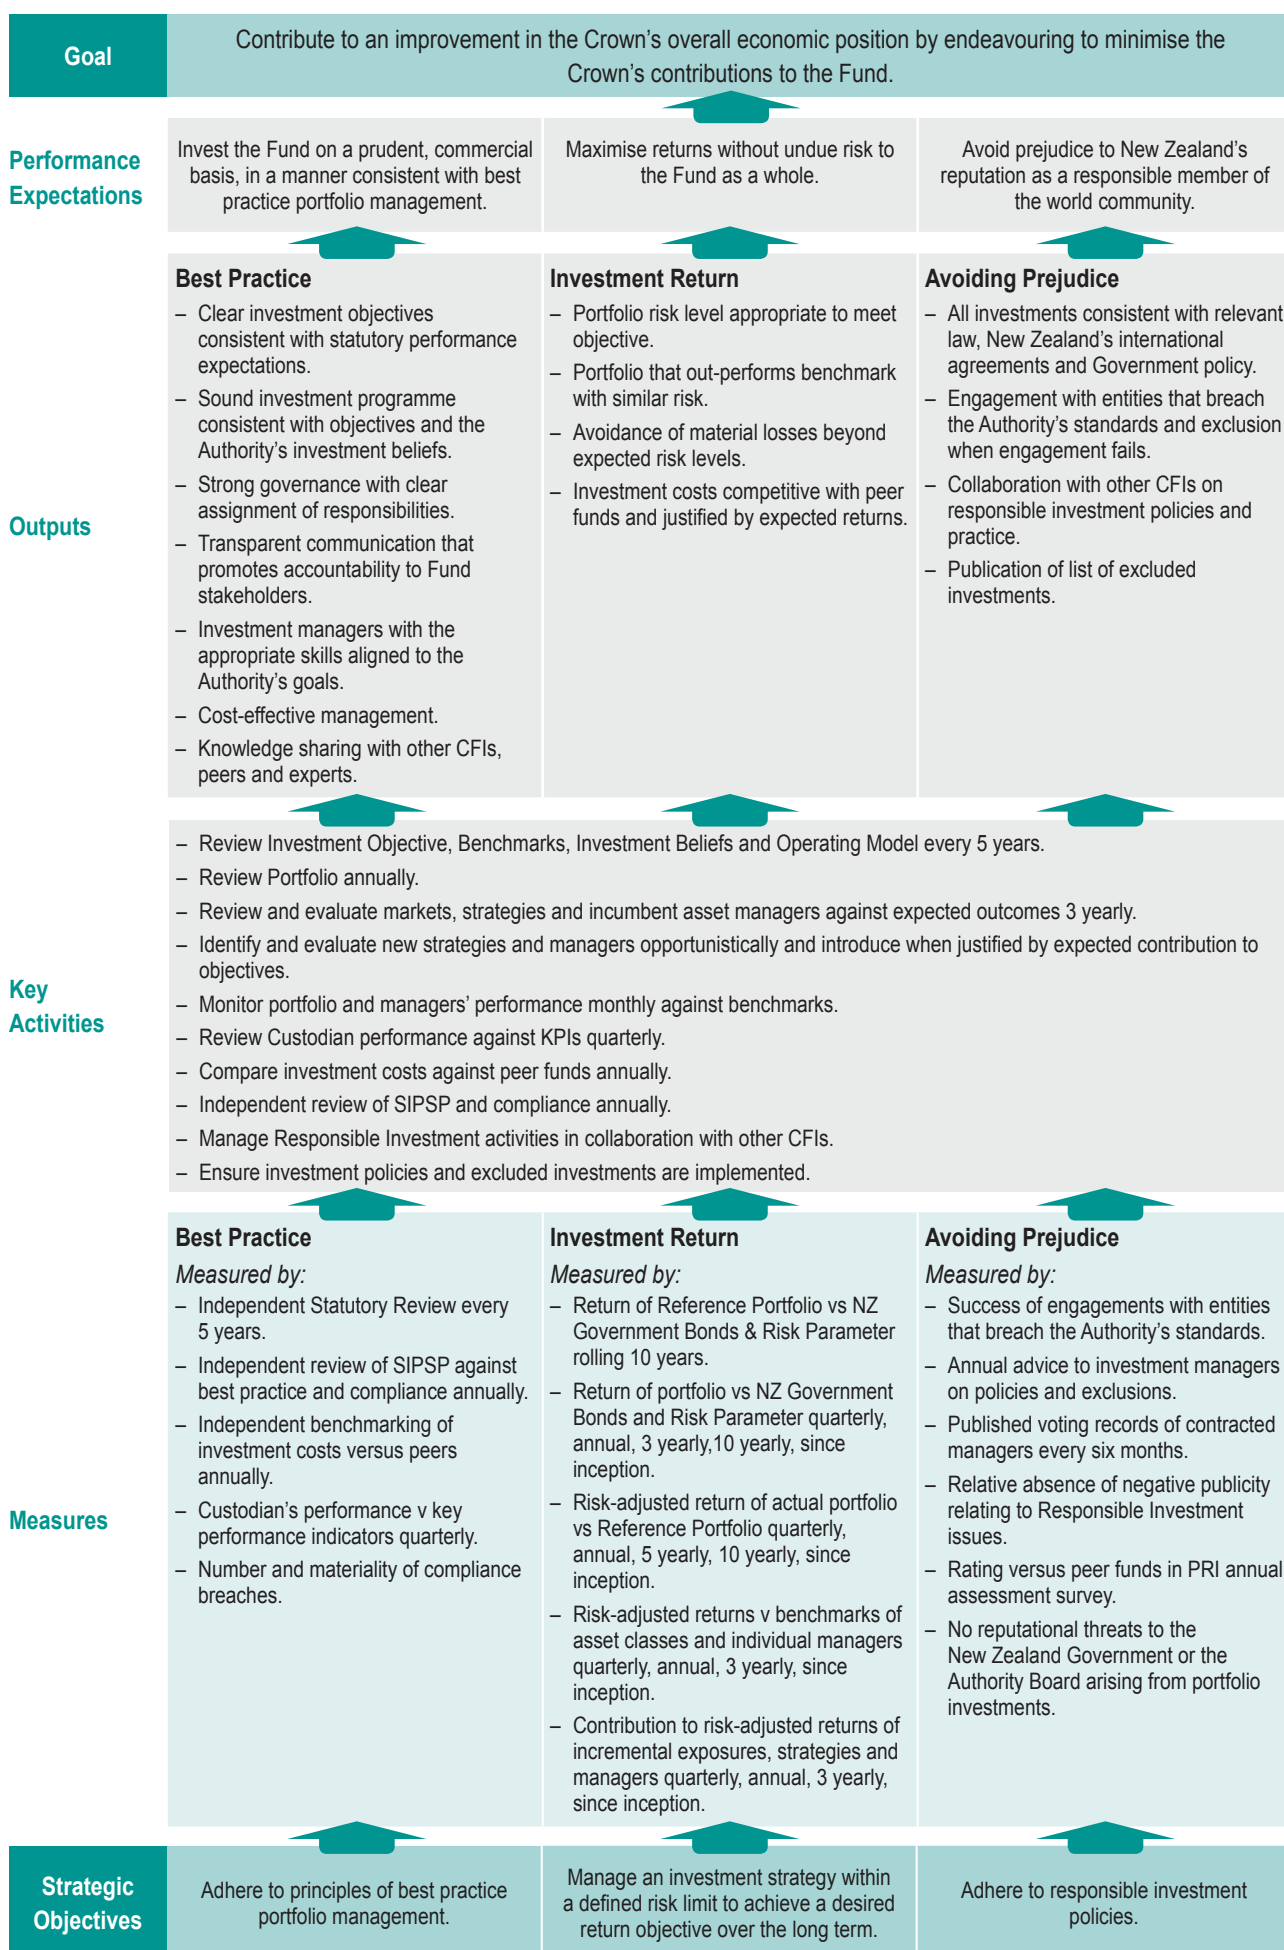 Goal
Contribute to an improvement in the Crown's overall economic position by endeavouring to minimise the
Crown's contributions to the Fund.
Performance
Expectations
Invest the Fund on a prudent, commercial
basis, in a manner consistent with best
practice portfolio management.
Maximise returns without undue risk to
the Fund as a whole.
Avoid prejudice to New Zealand's
reputation as a responsible member of
the world community.
Outputs
Best Practice
– Clear investment objectives
consistent with statutory performance
expectations.
– Sound investment programme
consistent with objectives and the
Authority's investment beliefs.
– Strong governance with clear
assignment of responsibilities.
– Transparent communication that
promotes accountability to Fund
stakeholders.
– Investment managers with the
appropriate skills aligned to the
Authority's goals.
– Cost-effective management.
– Knowledge sharing with other CFIs,
peers and experts.
Investment Return
– Portfolio risk level appropriate to meet
objective.
– Portfolio that out-performs benchmark
with similar risk.
– Avoidance of material losses beyond
expected risk levels.
– Investment costs competitive with peer
funds and justified by expected returns.
Avoiding Prejudice
– All investments consistent with relevant
law, New Zealand's international
agreements and Government policy.
– Engagement with entities that breach
the Authority's standards and exclusion
when engagement fails.
– Collaboration with other CFIs on
responsible investment policies and
practice.
– Publication of list of excluded
investments.
Key
Activities
– Review Investment Objective, Benchmarks, Investment Beliefs and Operating Model every 5 years.
– Review Portfolio annually.
– Review and evaluate markets, strategies and incumbent asset managers against expected outcomes 3 yearly.
– Identify and evaluate new strategies and managers opportunistically and introduce when justified by expected contribution to
objectives.
– Monitor portfolio and managers' performance monthly against benchmarks.
– Review Custodian performance against KPIs quarterly.
– Compare investment costs against peer funds annually.
– Independent review of SIPSP and compliance annually.
– Manage Responsible Investment activities in collaboration with other CFIs.
– Ensure investment policies and excluded investments are implemented.
Measures
Best Practice
Measured by:
– Independent Statutory Review every
5 years.
– Independent review of SIPSP against
best practice and compliance annually.
– Independent benchmarking of
investment costs versus peers
annually.
– Custodian's performance v key
performance indicators quarterly.
– Number and materiality of compliance
breaches.
Investment Return
Measured by:
– Return of Reference Portfolio vs NZ
Government Bonds & Risk Parameter
rolling 10 years.
– Return of portfolio vs NZ Government
Bonds and Risk Parameter quarterly,
annual, 3 yearly,10 yearly, since
inception.
– Risk-adjusted return of actual portfolio
vs Reference Portfolio quarterly,
annual, 5 yearly, 10 yearly, since
inception.
– Risk-adjusted returns v benchmarks of
asset classes and individual managers
quarterly, annual, 3 yearly, since
inception.
– Contribution to risk-adjusted returns of
incremental exposures, strategies and
managers quarterly, annual, 3 yearly,
since inception.
Avoiding Prejudice
Measured by:
– Success of engagements with entities
that breach the Authority's standards.
– Annual advice to investment managers
on policies and exclusions.
– Published voting records of contracted
managers every six months.
– Relative absence of negative publicity
relating to Responsible Investment
issues.
– Rating versus peer funds in PRI annual
assessment survey.
– No reputational threats to the
New Zealand Government or the
Authority Board arising from portfolio
investments.
Strategic
Objectives
Adhere to principles of best practice
portfolio management.
Manage an investment strategy within
a defined risk limit to achieve a desired
return objective over the long term.
Adhere to responsible investment
policies.